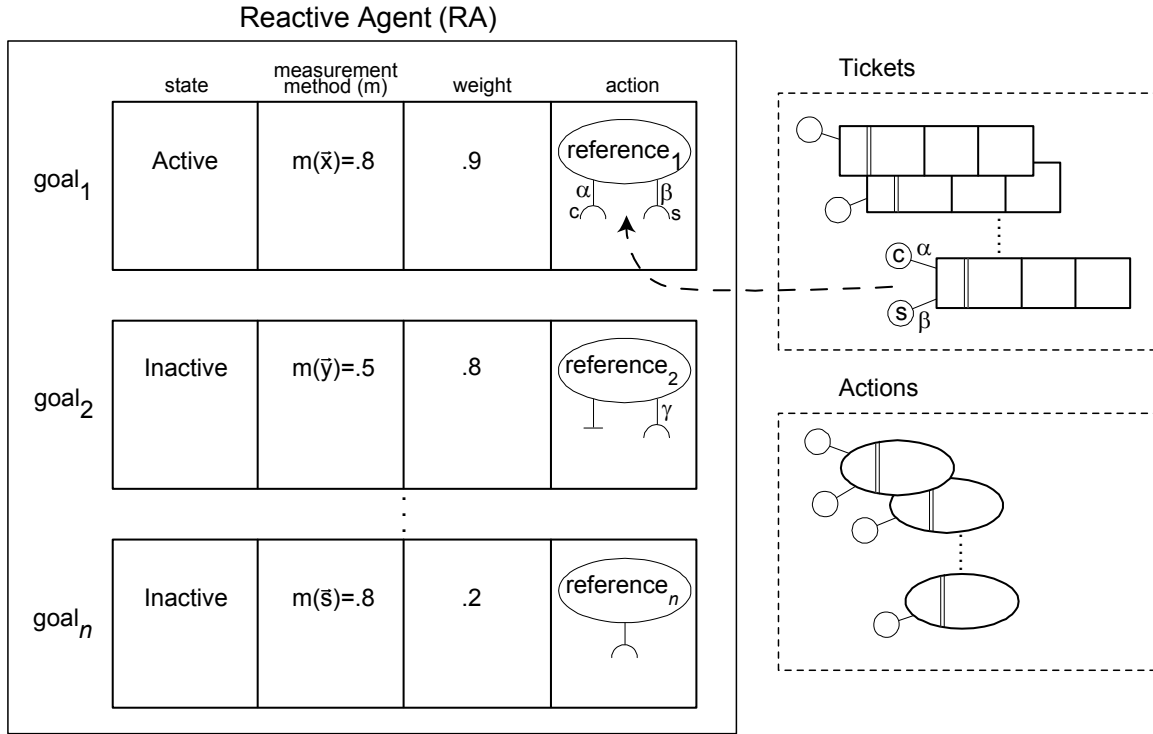 Reactive Agent (RA)
state measurement method (m) weight action
goal₁ Active m(x⃗)=.8 .9 reference₁
α β
c s
goal₂ Inactive m(y⃗)=.5 .8 reference₂
γ
goalₙ Inactive m(s⃗)=.8 .2 referenceₙ
Tickets
c α
s β
Actions